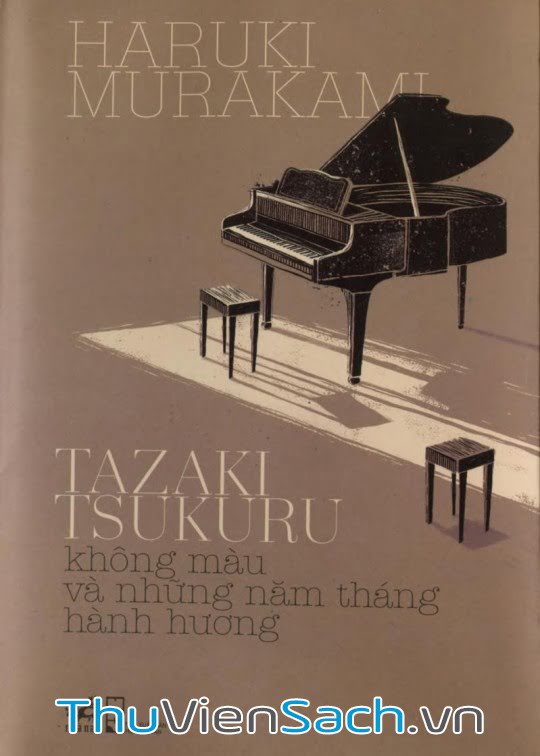 HARUKI
MURAKAMI
TAZAKI
TSUKURU
không màu
và những năm tháng
hành hương
ThuVienSach.vn